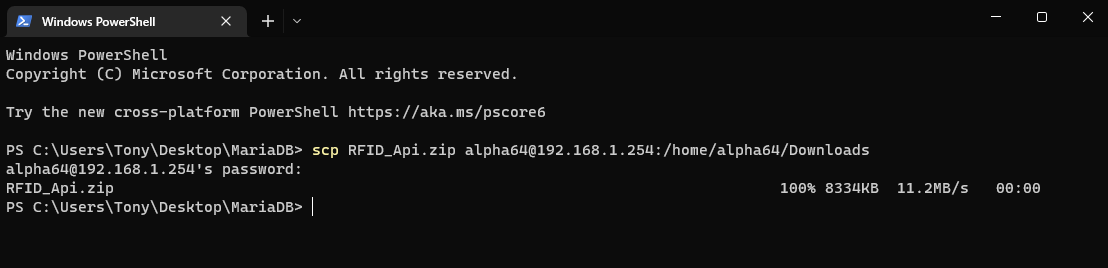 Windows PowerShell
Windows PowerShell
Copyright (C) Microsoft Corporation. All rights reserved.
Try the new cross-platform PowerShell https://aka.ms/pscore6
PS C:\Users\Tony\Desktop\MariaDB> scp RFID_Api.zip alpha64@192.168.1.254:/home/alpha64/Downloads
alpha64@192.168.1.254's password:
RFID_Api.zip 100% 8334KB 11.2MB/s 00:00
PS C:\Users\Tony\Desktop\MariaDB>